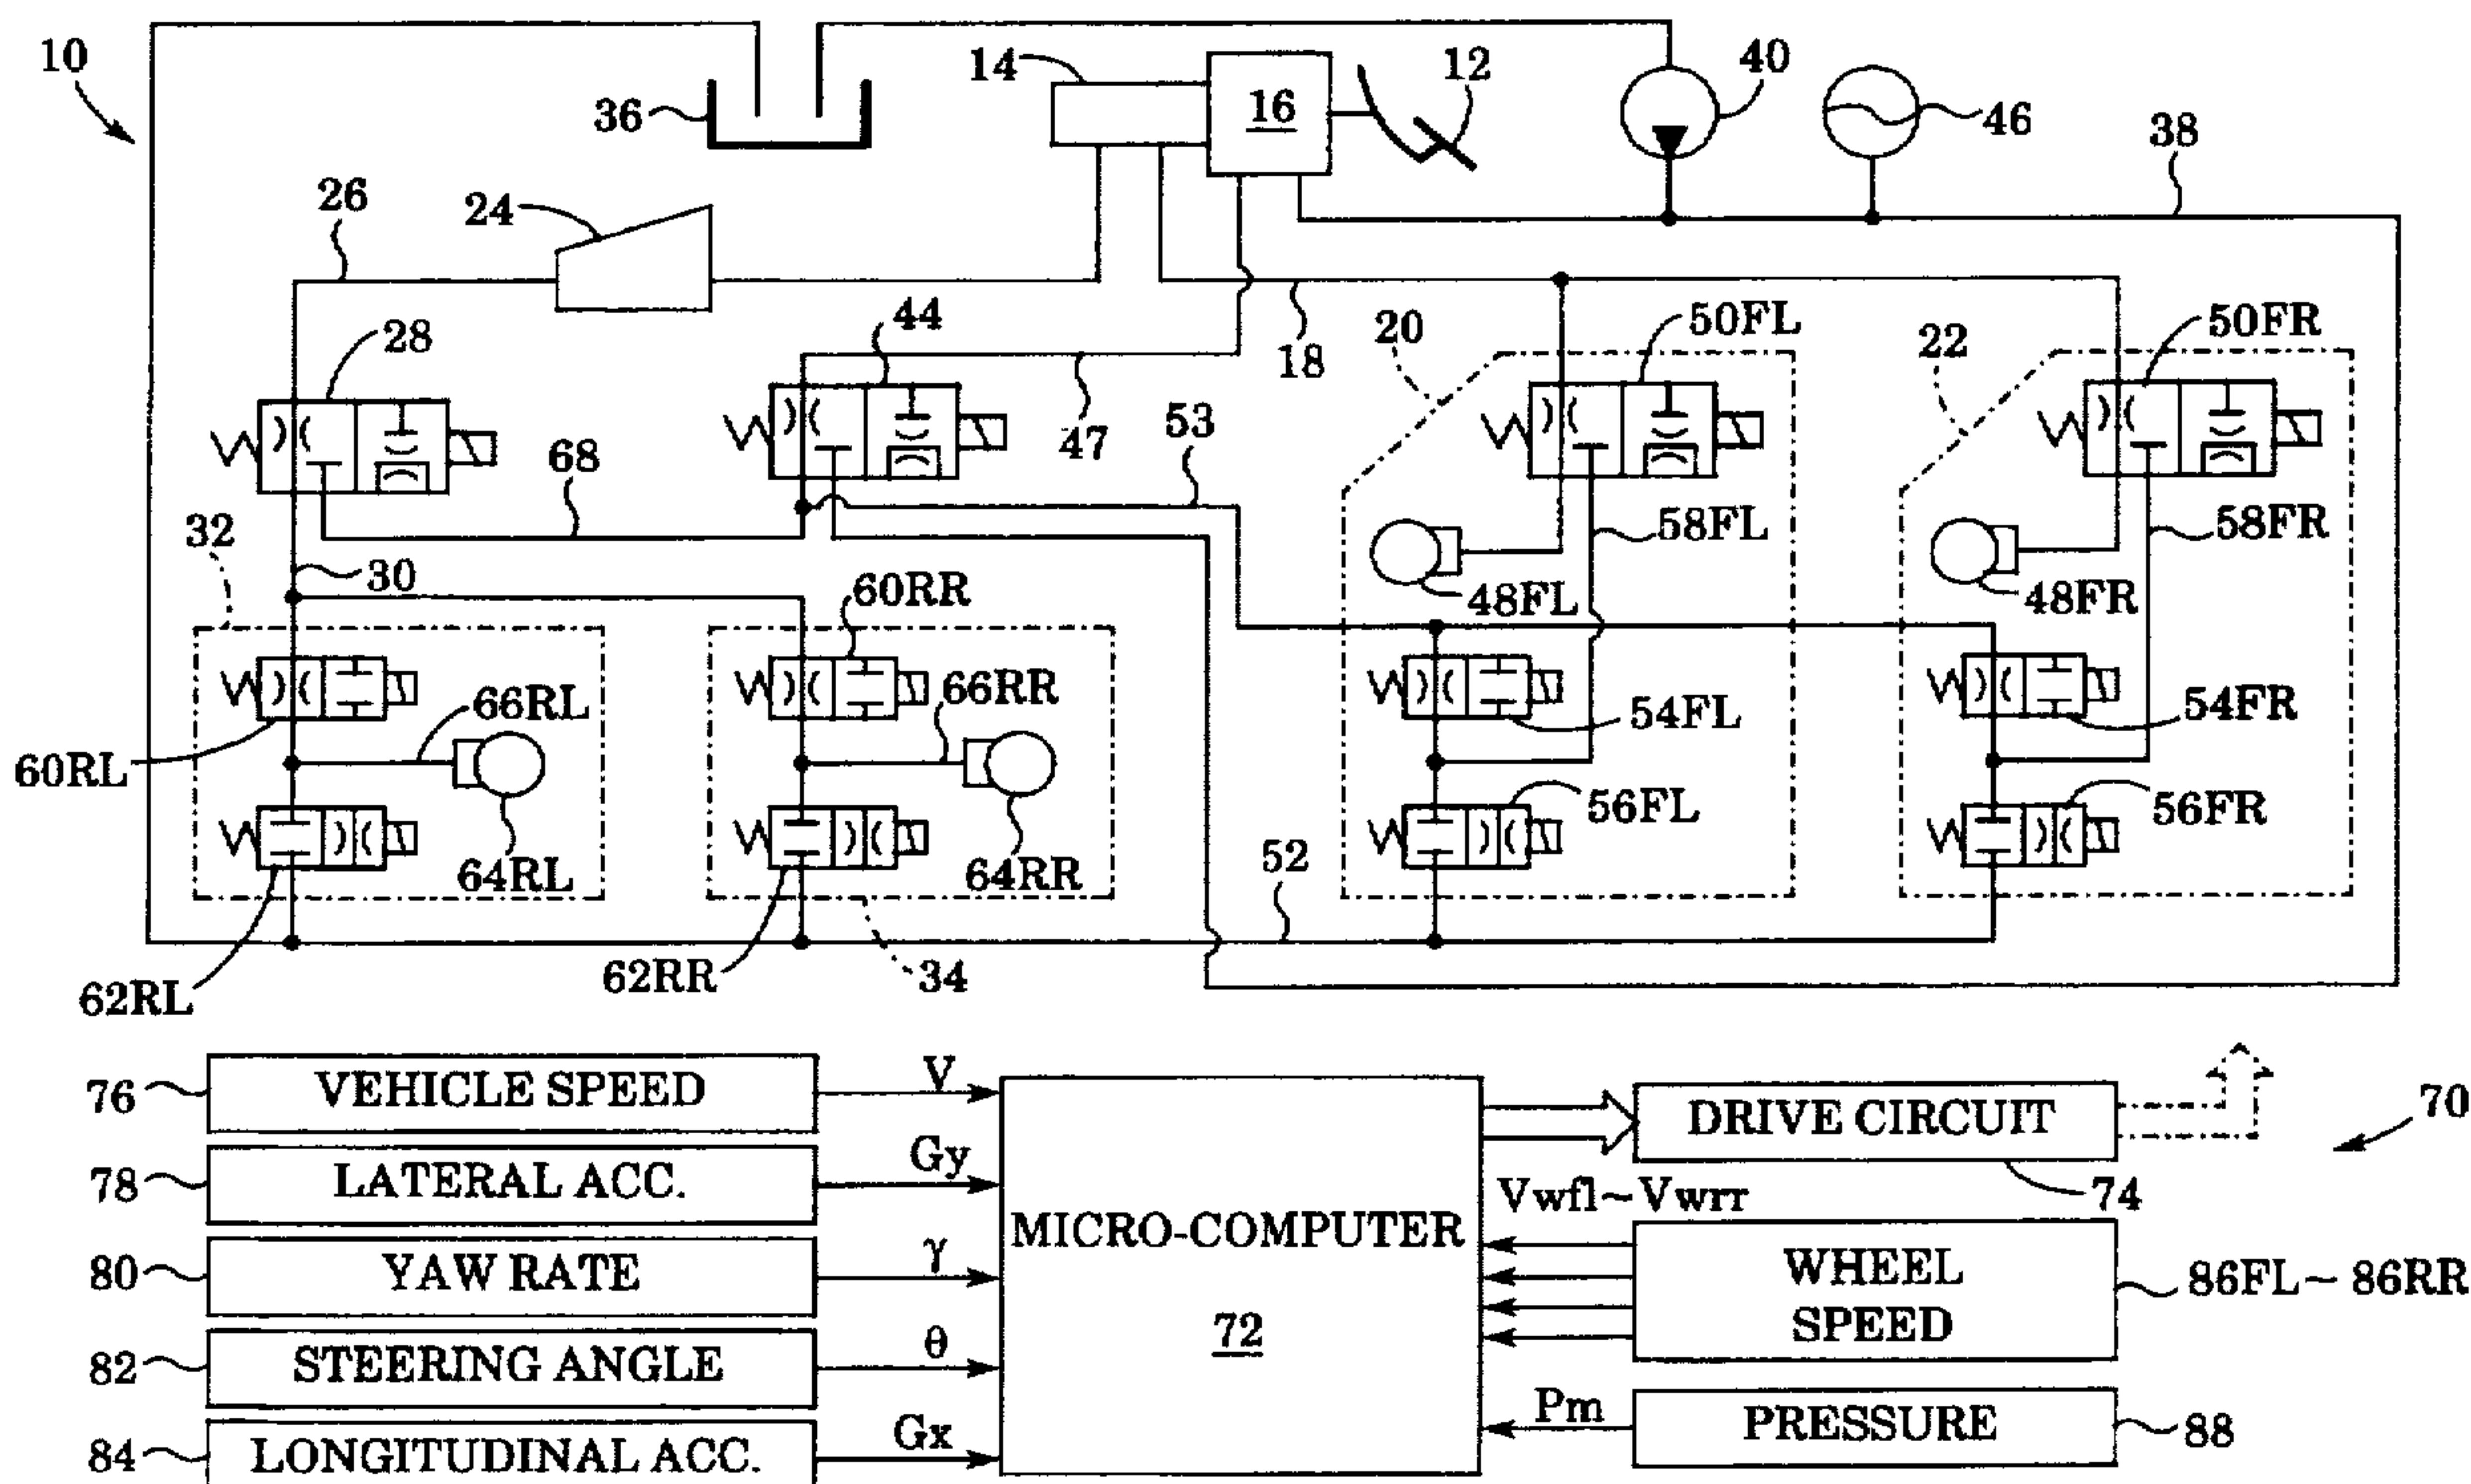 10
36
14
16
12
40
46
38
26
24
28
44
18
20
50FL
22
50FR
47
53
68
32
30
58FL
58FR
48FL
48FR
60RR
66RL
66RR
54FL
54FR
60RL
56FL
56FR
64RL
64RR
52
62RL
62RR
34
76
VEHICLE SPEED
V
78
LATERAL ACC.
Gy
80
YAW RATE
γ
82
STEERING ANGLE
θ
84
LONGITUDINAL ACC.
Gx
MICRO-COMPUTER
72
DRIVE CIRCUIT
70
74
Vwfl~Vwrr
WHEEL
SPEED
86FL~86RR
Pm
PRESSURE
88